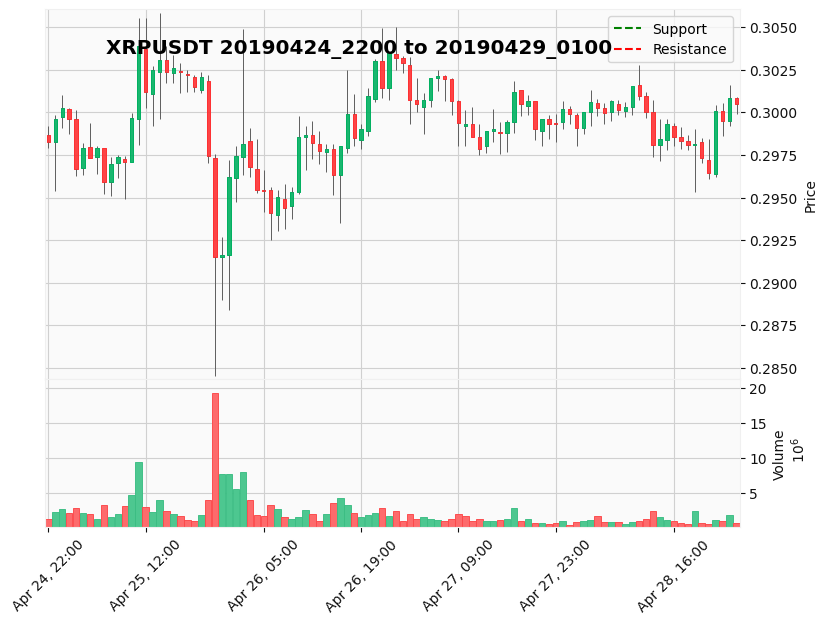 XRPUSDT 20190424_2200 to 20190429_0100
Support
Resistance
0.3050
0.3025
0.3000
0.2975
0.2950
0.2925
0.2900
0.2875
0.2850
Price
20
15
10
5
Volume
10^6
Apr 24, 22:00
Apr 25, 12:00
Apr 26, 05:00
Apr 26, 19:00
Apr 27, 09:00
Apr 27, 23:00
Apr 28, 16:00